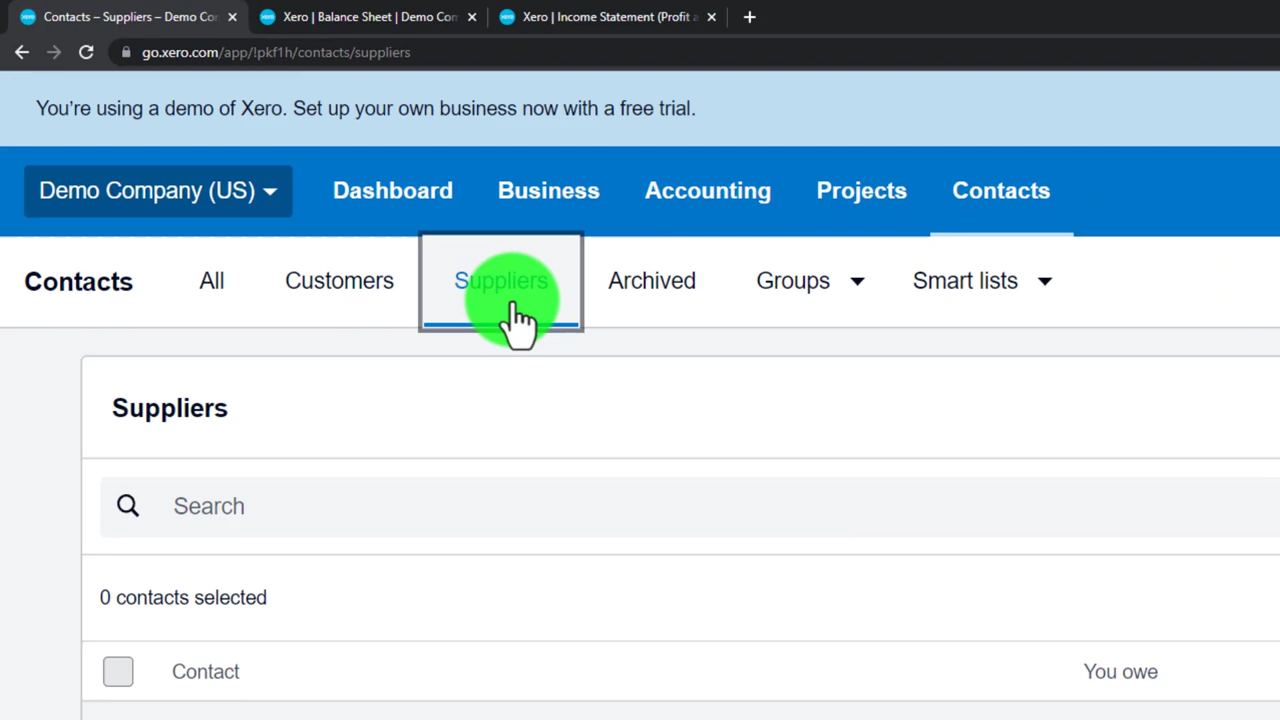 Contacts – Suppliers – Demo Co
Xero | Balance Sheet | Demo Com
Xero | Income Statement (Profit a
go.xero.com/app/!pkf1h/contacts/suppliers
You're using a demo of Xero. Set up your own business now with a free trial.
Demo Company (US) Dashboard Business Accounting Projects Contacts
Contacts All Customers Suppliers Archived Groups Smart lists
Suppliers
Search
0 contacts selected
Contact You owe